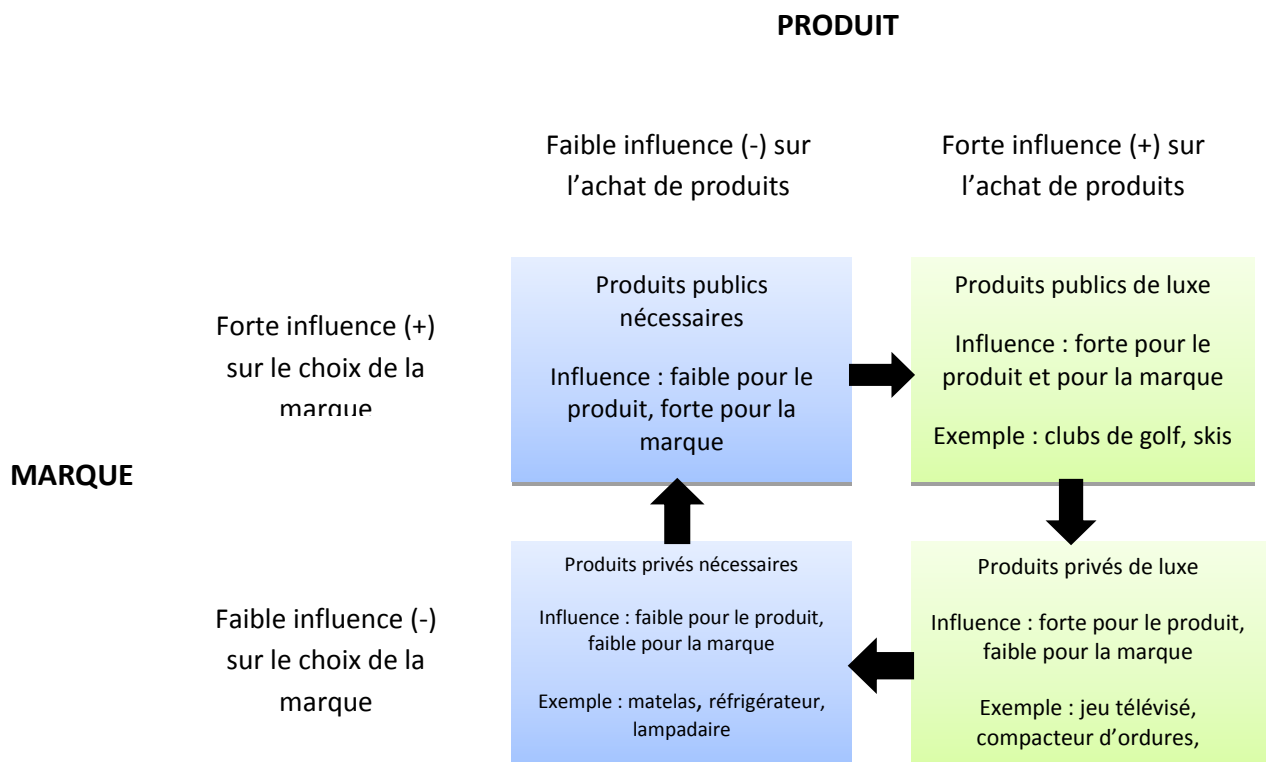 PRODUIT
Faible influence (-) sur
l’achat de produits
Forte influence (+) sur
l’achat de produits
Forte influence (+)
sur le choix de la
marque
Produits publics
nécessaires
Influence : faible pour le
produit, forte pour la
marque
Produits publics de luxe
Influence : forte pour le
produit et pour la marque
Exemple : clubs de golf, skis
MARQUE
Faible influence (-)
sur le choix de la
marque
Produits privés nécessaires
Influence : faible pour le produit,
faible pour la marque
Exemple : matelas, réfrigérateur,
lampadaire
Produits privés de luxe
Influence : forte pour le produit,
faible pour la marque
Exemple : jeu télévisé,
compacteur d’ordures,